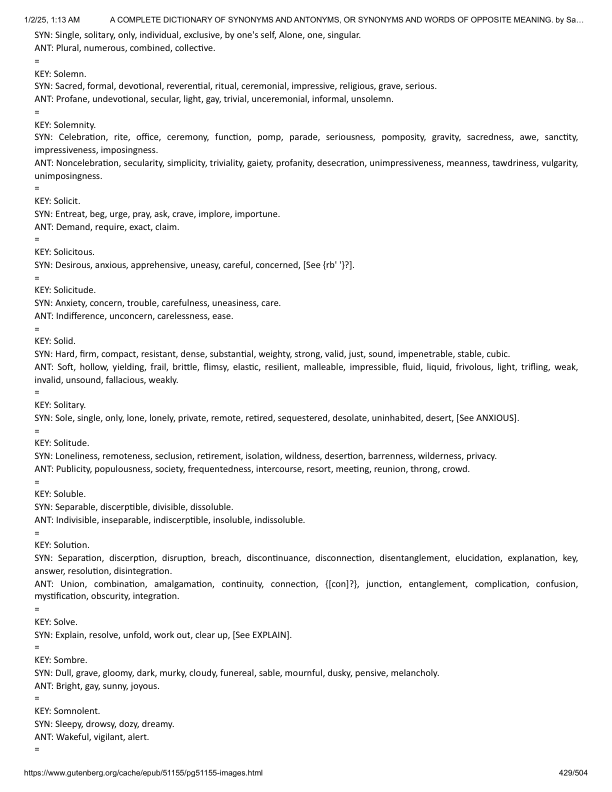 1/2/25, 1:13 AM A COMPLETE DICTIONARY OF SYNONYMS AND ANTONYMS, OR SYNONYMS AND WORDS OF OPPOSITE MEANING. by Sa…
SYN: Single, solitary, only, individual, exclusive, by one's self, Alone, one, singular.
ANT: Plural, numerous, combined, collective.
=
KEY: Solemn.
SYN: Sacred, formal, devotional, reverential, ritual, ceremonial, impressive, religious, grave, serious.
ANT: Profane, undevotional, secular, light, gay, trivial, unceremonial, informal, unsolemn.
=
KEY: Solemnity.
SYN: Celebration, rite, office, ceremony, function, pomp, parade, seriousness, pomposity, gravity, sacredness, awe, sanctity,
impressiveness, imposingness.
ANT: Noncelebration, secularity, simplicity, triviality, gaiety, profanity, desecration, unimpressiveness, meanness, tawdriness, vulgarity,
unimposingness.
=
KEY: Solicit.
SYN: Entreat, beg, urge, pray, ask, crave, implore, importune.
ANT: Demand, require, exact, claim.
=
KEY: Solicitous.
SYN: Desirous, anxious, apprehensive, uneasy, careful, concerned, [See {rb' '}?].
=
KEY: Solicitude.
SYN: Anxiety, concern, trouble, carefulness, uneasiness, care.
ANT: Indifference, unconcern, carelessness, ease.
=
KEY: Solid.
SYN: Hard, firm, compact, resistant, dense, substantial, weighty, strong, valid, just, sound, impenetrable, stable, cubic.
ANT: Soft, hollow, yielding, frail, brittle, flimsy, elastic, resilient, malleable, impressible, fluid, liquid, frivolous, light, trifling, weak,
invalid, unsound, fallacious, weakly.
=
KEY: Solitary.
SYN: Sole, single, only, lone, lonely, private, remote, retired, sequestered, desolate, uninhabited, desert, [See ANXIOUS].
=
KEY: Solitude.
SYN: Loneliness, remoteness, seclusion, retirement, isolation, wildness, desertion, barrenness, wilderness, privacy.
ANT: Publicity, populousness, society, frequentedness, intercourse, resort, meeting, reunion, throng, crowd.
=
KEY: Soluble.
SYN: Separable, discerptible, divisible, dissoluble.
ANT: Indivisible, inseparable, indiscerptible, insoluble, indissoluble.
=
KEY: Solution.
SYN: Separation, discerption, disruption, breach, discontinuance, disconnection, disentanglement, elucidation, explanation, key,
answer, resolution, disintegration.
ANT: Union, combination, amalgamation, continuity, connection, {[con]?}, junction, entanglement, complication, confusion,
mystification, obscurity, integration.
=
KEY: Solve.
SYN: Explain, resolve, unfold, work out, clear up, [See EXPLAIN].
=
KEY: Sombre.
SYN: Dull, grave, gloomy, dark, murky, cloudy, funereal, sable, mournful, dusky, pensive, melancholy.
ANT: Bright, gay, sunny, joyous.
=
KEY: Somnolent.
SYN: Sleepy, drowsy, dozy, dreamy.
ANT: Wakeful, vigilant, alert.
=
https://www.gutenberg.org/cache/epub/51155/pg51155-images.html 429/504